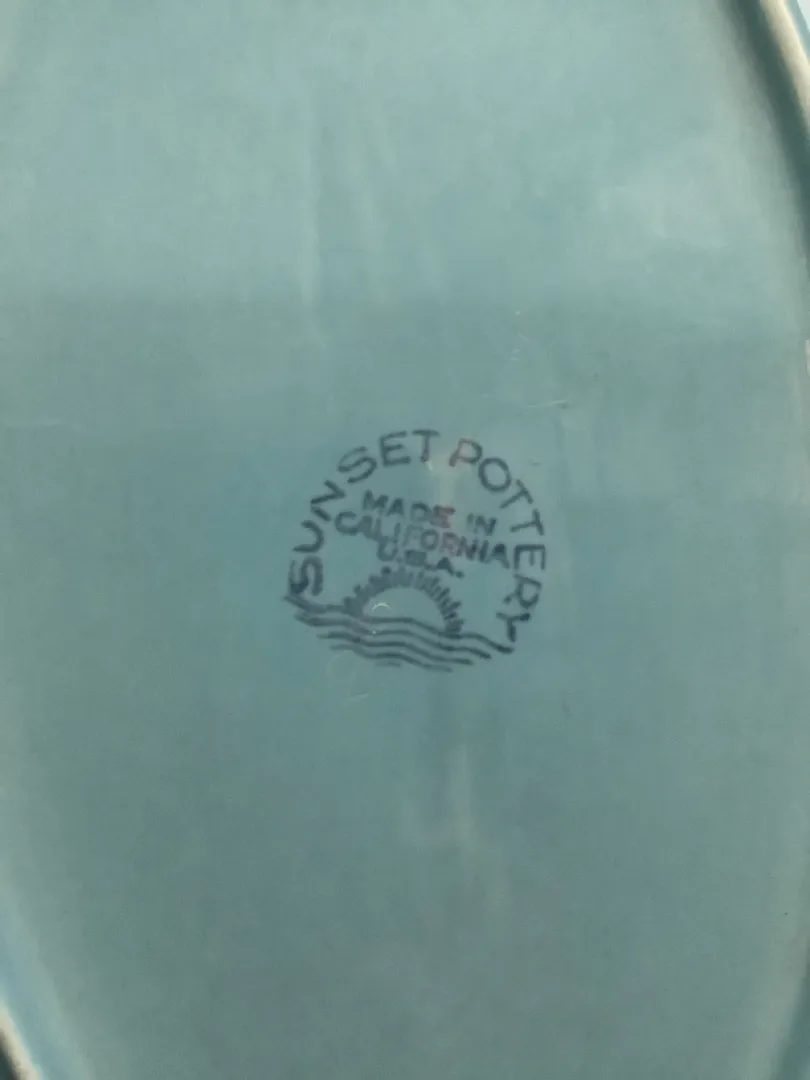 SUNSET POTTERY
MADE IN
CALIFORNIA
U.S.A.